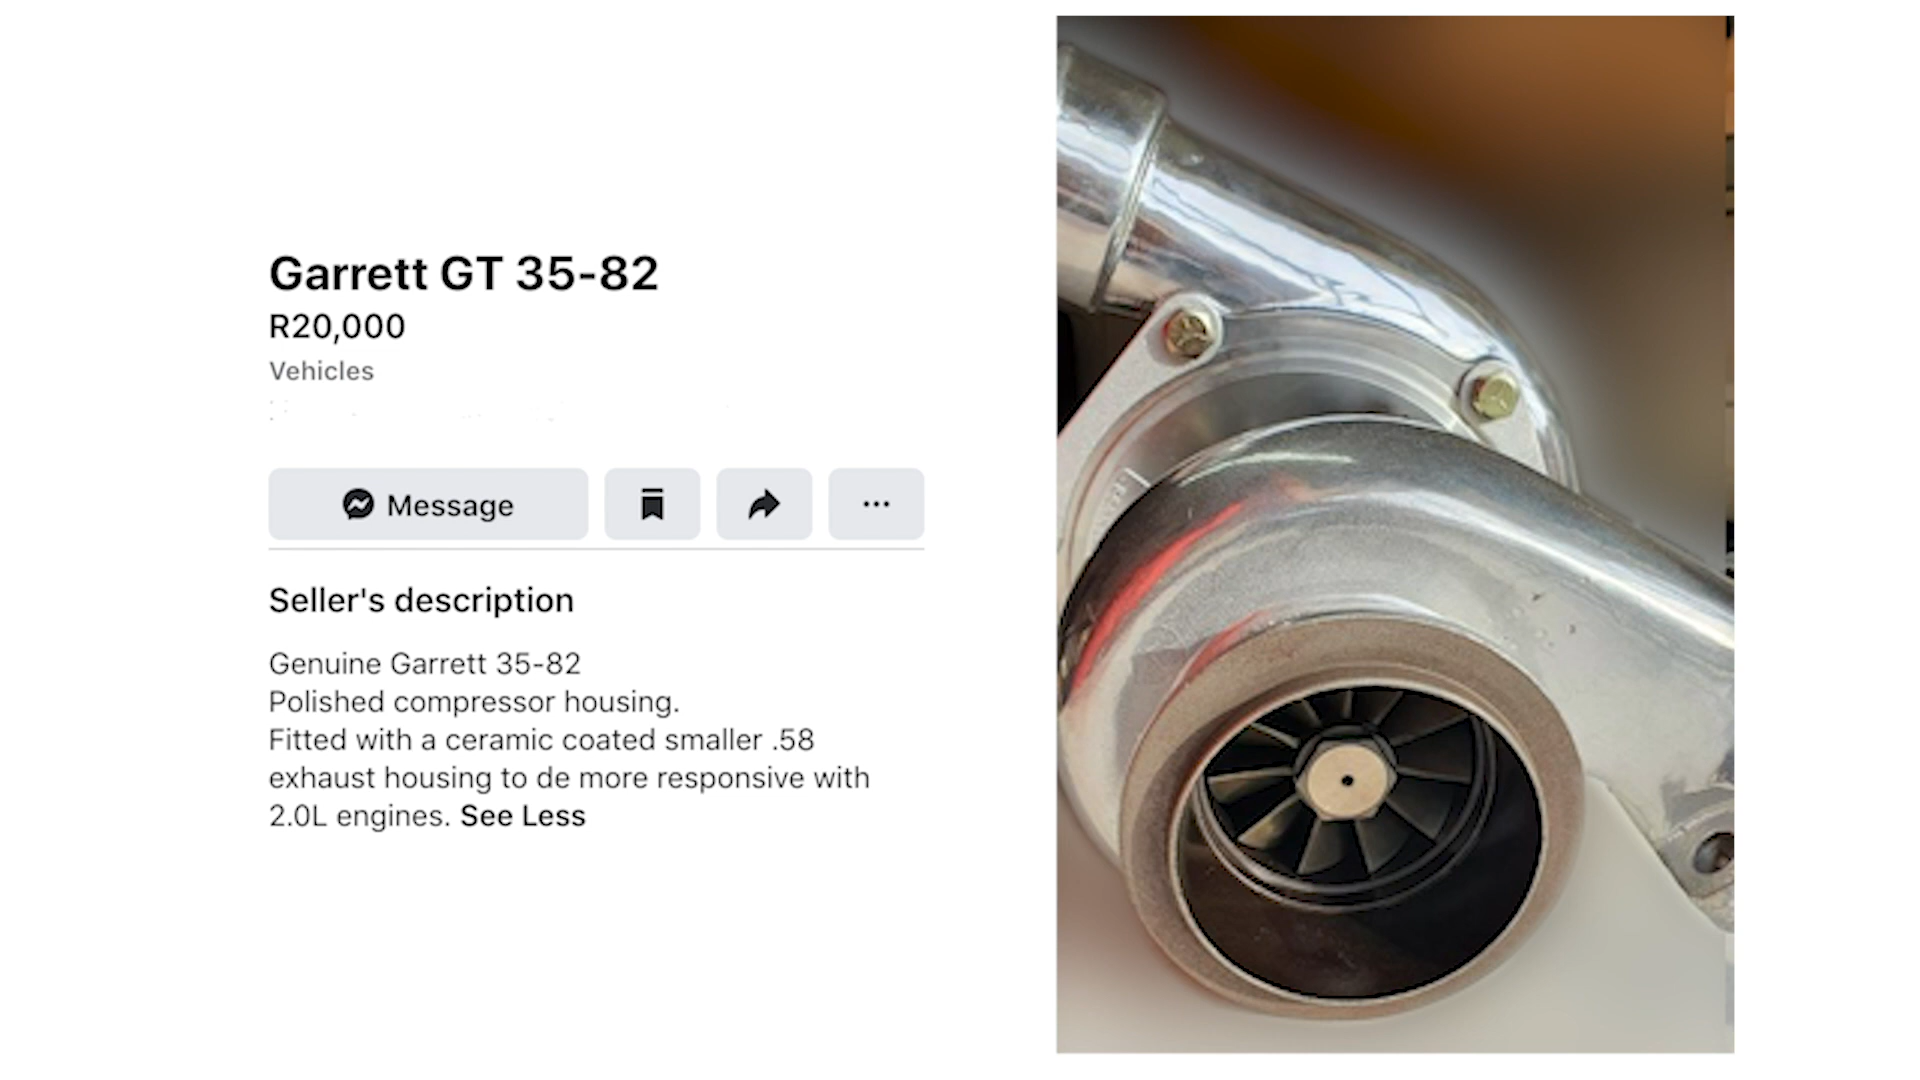 Garrett GT 35-82
R20,000
Vehicles
Message
Seller's description
Genuine Garrett 35-82
Polished compressor housing.
Fitted with a ceramic coated smaller .58
exhaust housing to de more responsive with
2.0L engines. See Less